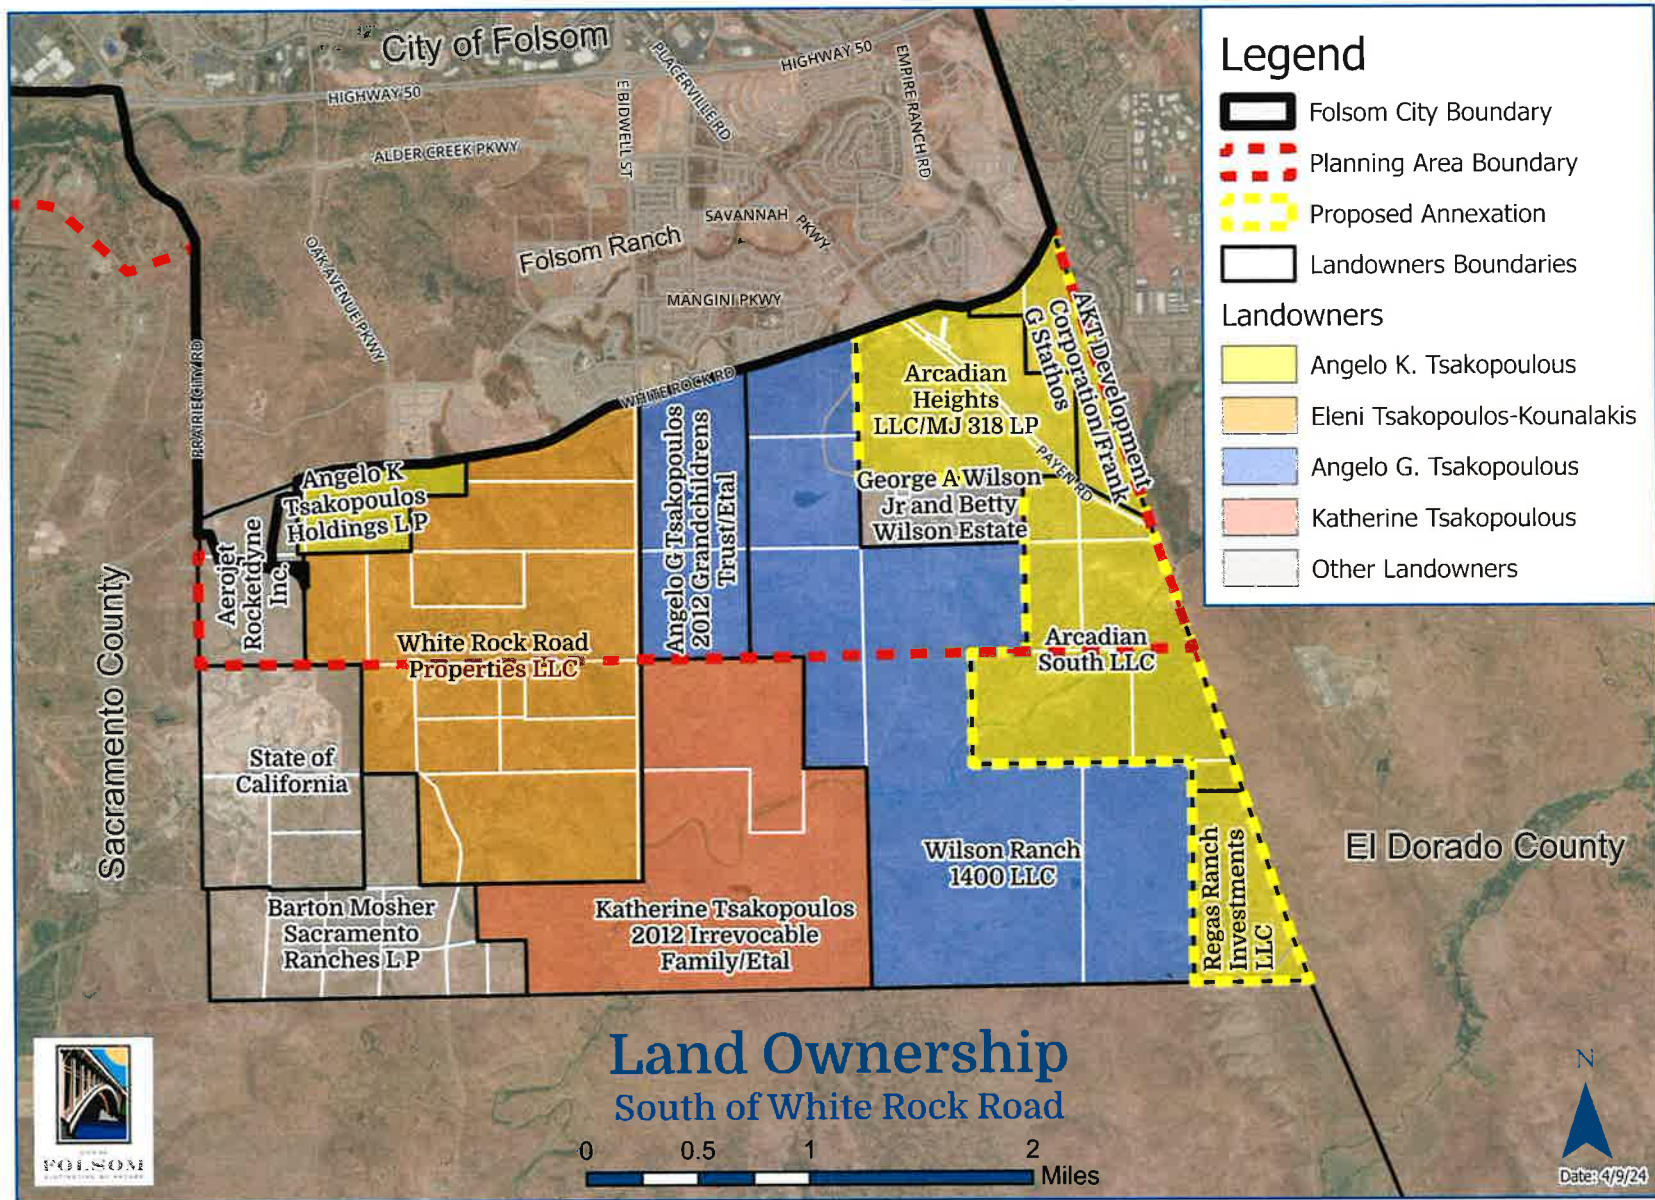 City of Folsom
HIGHWAY 50
HIGHWAY 50
PLACERVILLE RD
EMPIRE RANCH RD
E BIDWELL ST
ALDER CREEK PKWY
SAVANNAH PKWY
Folsom Ranch
OAK AVENUE PKWY
MANGINI PKWY
PRAIRIE CITY RD
WHITE ROCK RD
PAYEN RD
Legend
Folsom City Boundary
Planning Area Boundary
Proposed Annexation
Landowners Boundaries
Landowners
Angelo K. Tsakopoulous
Eleni Tsakopoulos-Kounalakis
Angelo G. Tsakopoulous
Katherine Tsakopoulous
Other Landowners
AKT Development
Corporation/Frank
G Stathos
Arcadian
Heights
LLC/MJ 318 LP
George A Wilson
Jr and Betty
Wilson Estate
Angelo K
Tsakopoulos
Holdings L P
Aerojet
Rocketdyne
Inc.
Angelo G Tsakopoulos
2012 Grandchildrens
Trust/Etal
White Rock Road
Properties LLC
Arcadian
South LLC
State of
California
Sacramento County
El Dorado County
Wilson Ranch
1400 LLC
Regas Ranch
Investments
LLC
Barton Mosher
Sacramento
Ranches L P
Katherine Tsakopoulos
2012 Irrevocable
Family/Etal
Land Ownership
South of White Rock Road
0 0.5 1 2
Miles
N
Date: 4/9/24
FOLSOM